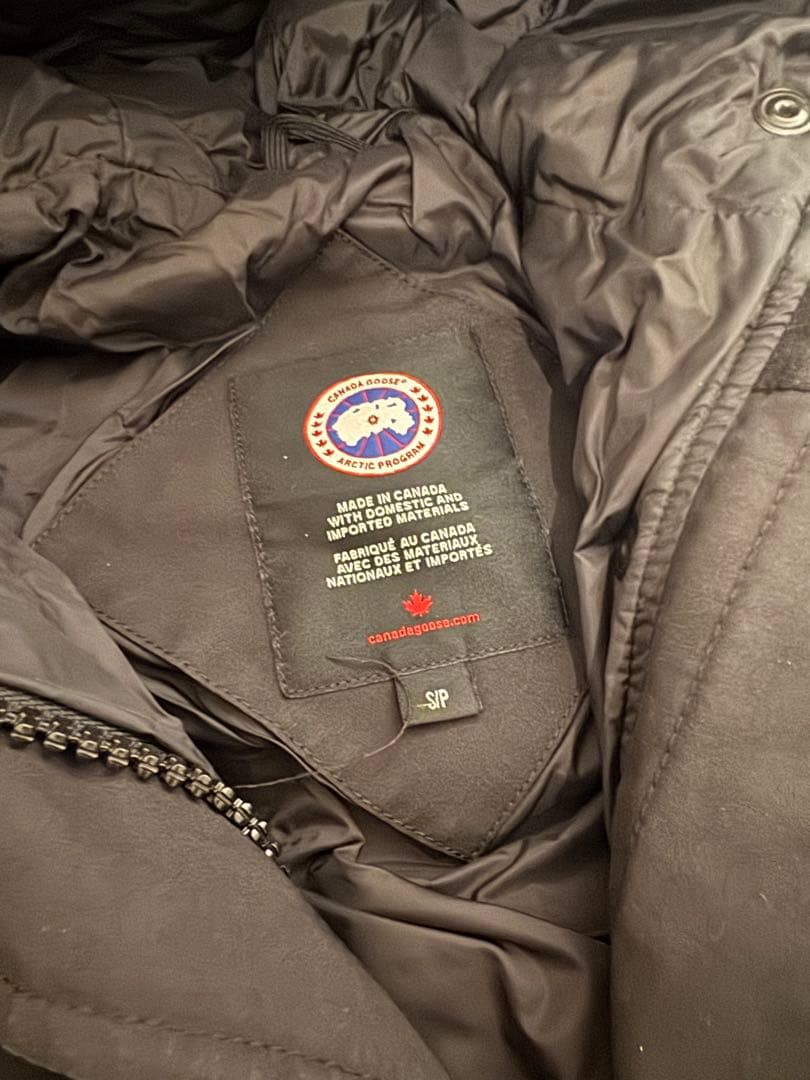 CANADA GOOSE®
ARCTIC PROGRAM
MADE IN CANADA
WITH DOMESTIC AND
IMPORTED MATERIALS
FABRIQUÉ AU CANADA
AVEC DES MATERIAUX
NATIONAUX ET IMPORTÉS
canadagoose.com
S/P